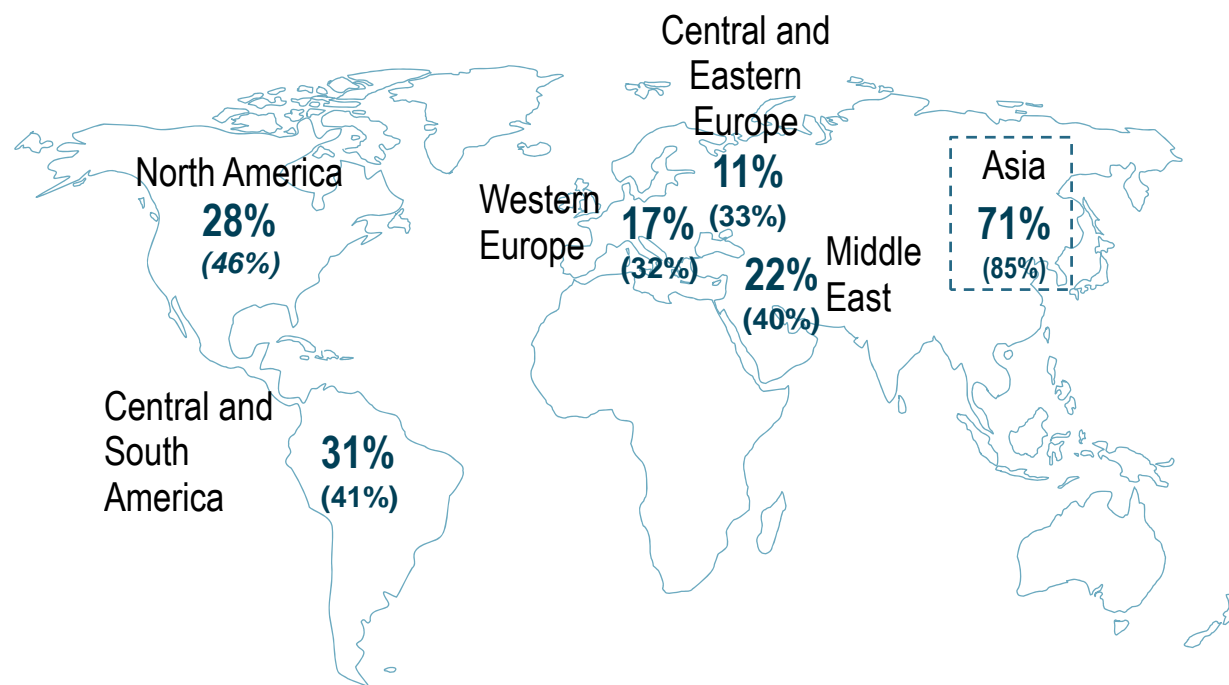 Central and
Eastern
Europe
11%
(33%)
North America
28%
(46%)
Western
Europe
17%
(32%)
Middle
East
22%
(40%)
Asia
71%
(85%)
Central and
South
America
31%
(41%)